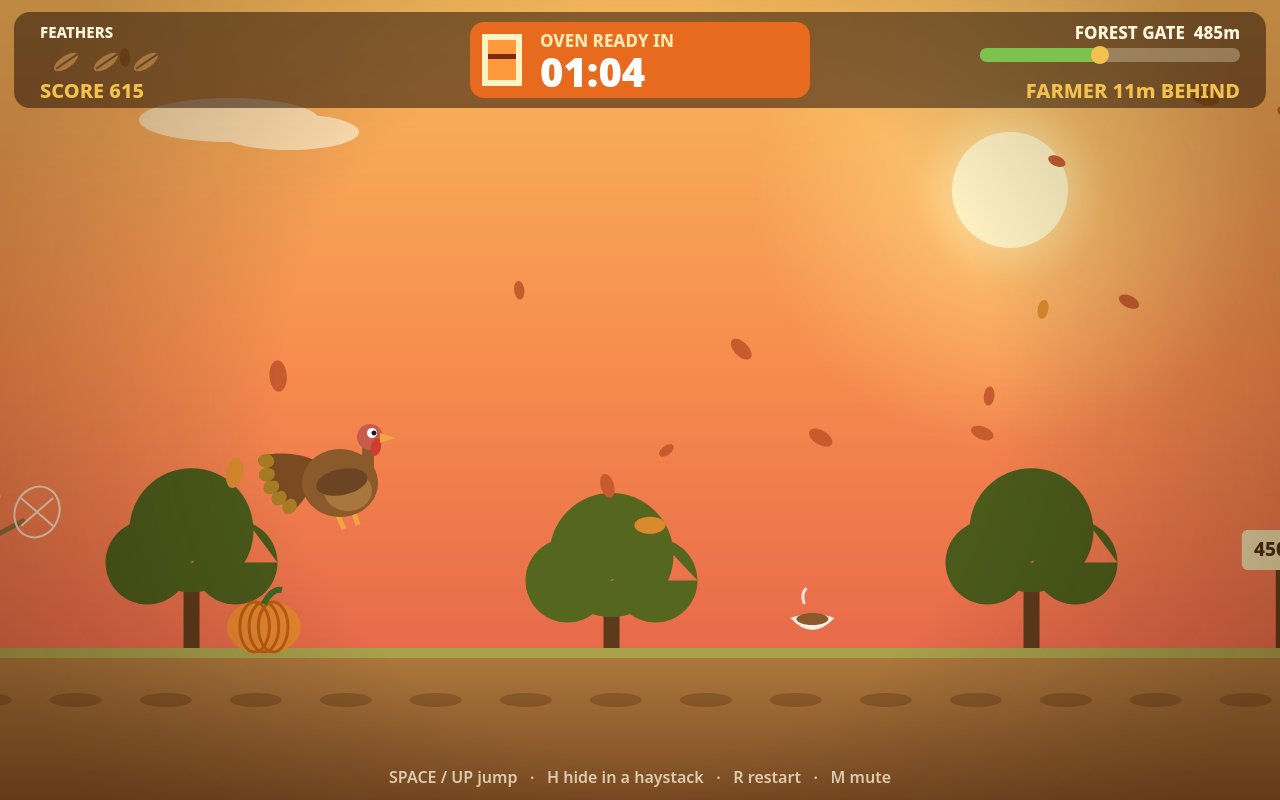 FEATHERS
SCORE 615
OVEN READY IN
01:04
FOREST GATE 485m
FARMER 11m BEHIND
SPACE / UP jump · H hide in a haystack · R restart · M mute